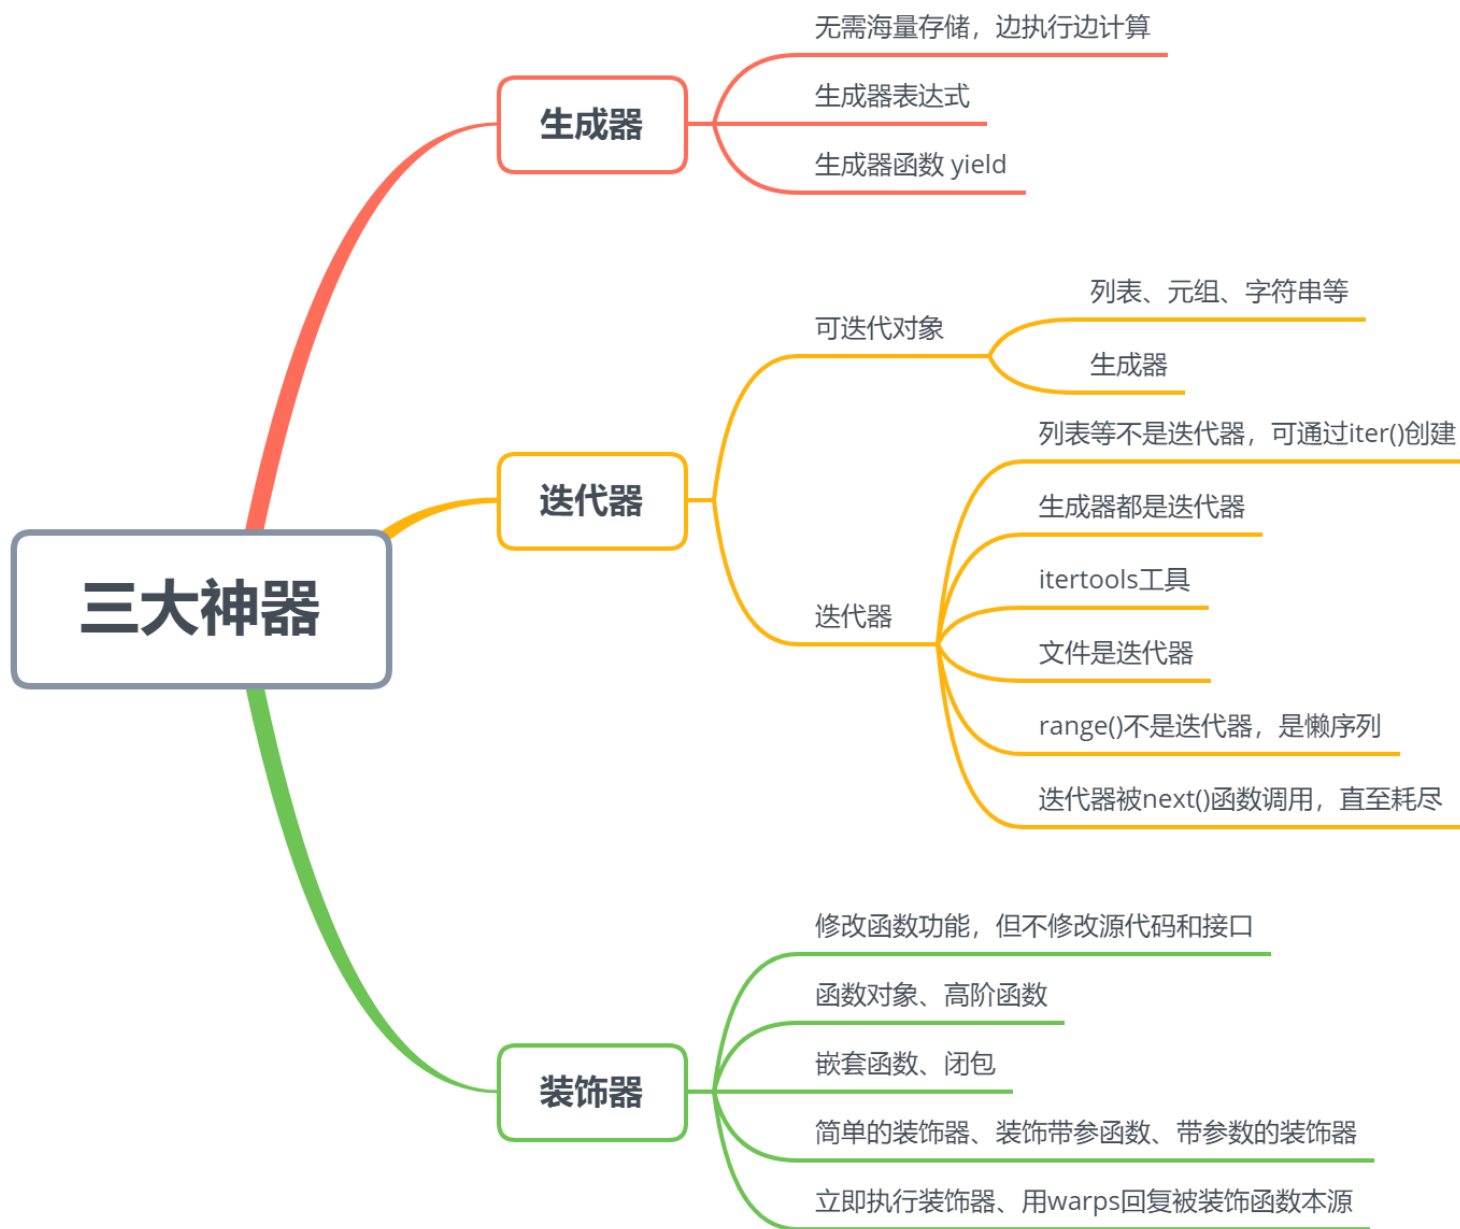 三大神器
生成器
无需海量存储，边执行边计算
生成器表达式
生成器函数 yield
迭代器
可迭代对象
列表、元组、字符串等
生成器
迭代器
列表等不是迭代器，可通过iter()创建
生成器都是迭代器
itertools工具
文件是迭代器
range()不是迭代器，是懒序列
迭代器被next()函数调用，直至耗尽
装饰器
修改函数功能，但不修改源代码和接口
函数对象、高阶函数
嵌套函数、闭包
简单的装饰器、装饰带参函数、带参数的装饰器
立即执行装饰器、用warps回复被装饰函数本源